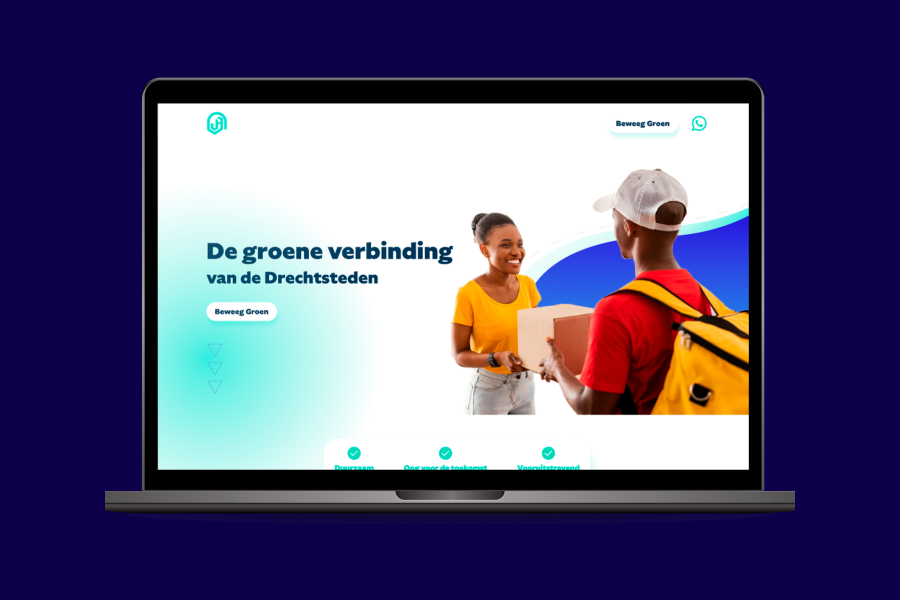 Beweeg Groen
De groene verbinding
van de Drechtsteden
Beweeg Groen
Duurzaam
Oog voor de toekomst
Vooruitstrevend